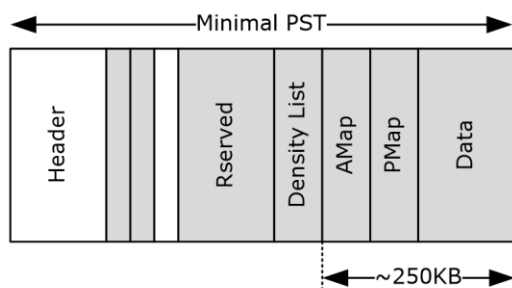 Minimal PST
Header
Rserved
Density List
AMap
PMap
Data
~250KB